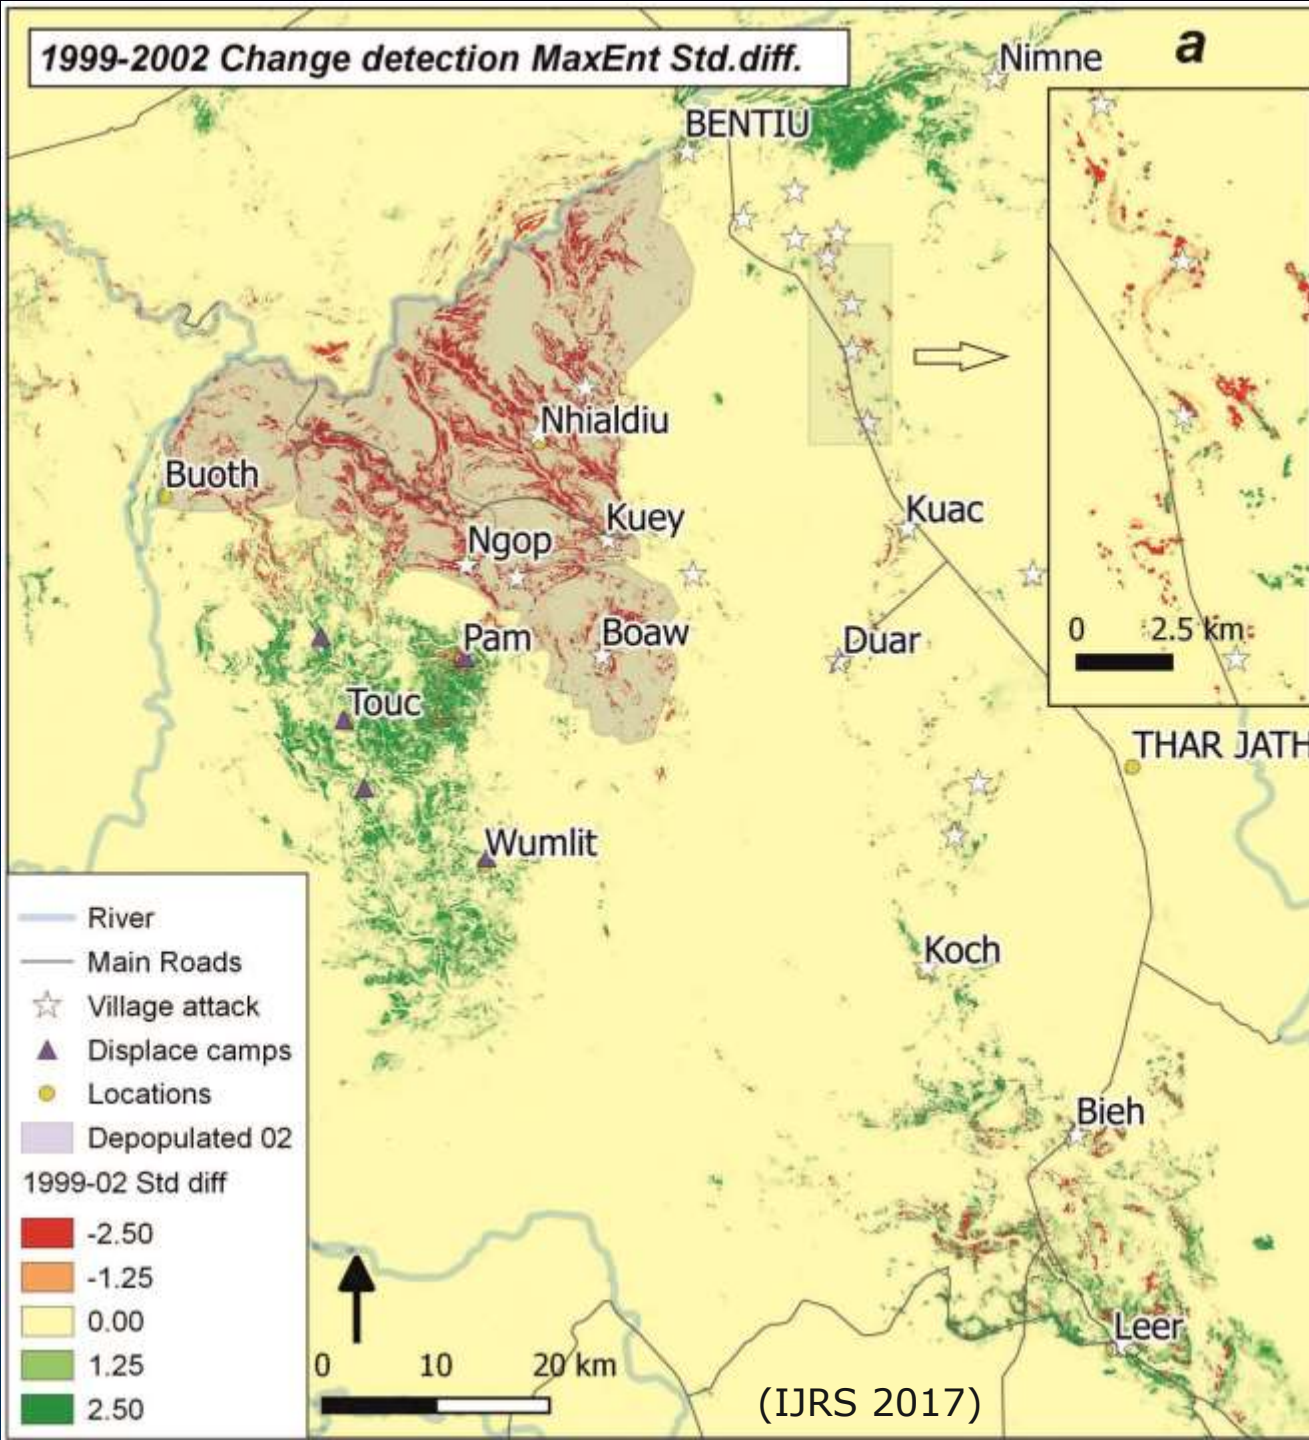 1999-2002 Change detection MaxEnt Std.diff.
a
Nimne
BENTIU
Nhialdiu
Buoth
Kuey
Ngop
Kuac
Pam
Boaw
Duar
0 2.5 km
Touc
THAR JATH
Wumlit
Koch
River
Main Roads
Village attack
Displace camps
Locations
Depopulated 02
1999-02 Std diff
-2.50
-1.25
0.00
1.25
2.50
Bieh
Leer
0 10 20 km
(IJRS 2017)